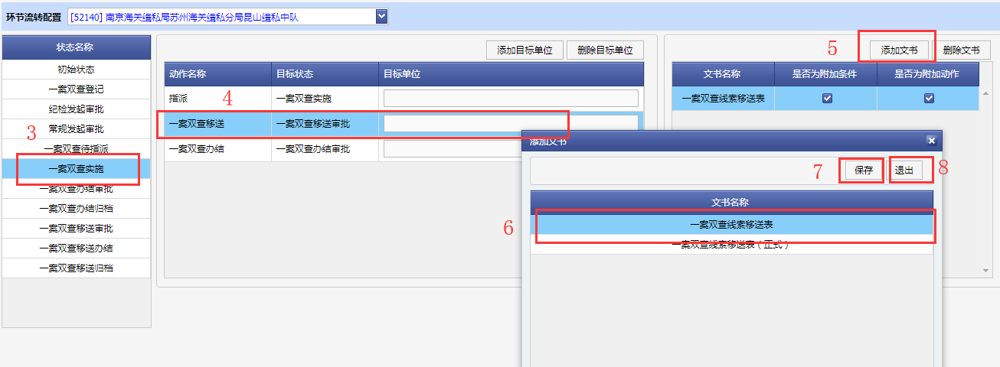 环节流转配置 [52140] 南京海关缉私局苏州海关缉私分局昆山缉私中队
状态名称
初始状态
一案双查登记
纪检发起审批
常规发起审批
3
一案双查待指派
一案双查实施
一案双查办结审批
一案双查办结归档
一案双查移送审批
一案双查移送办结
一案双查移送归档
添加目标单位 删除目标单位
动作名称 目标状态 目标单位
指派 一案双查实施
4
一案双查移送 一案双查移送审批
一案双查办结 一案双查办结审批
5 添加文书 删除文书
文书名称 是否为附加条件 是否为附加动作
一案双查线索移送表
添加文书
7 保存 退出 8
文书名称
6 一案双查线索移送表
一案双查线索移送表（正式）